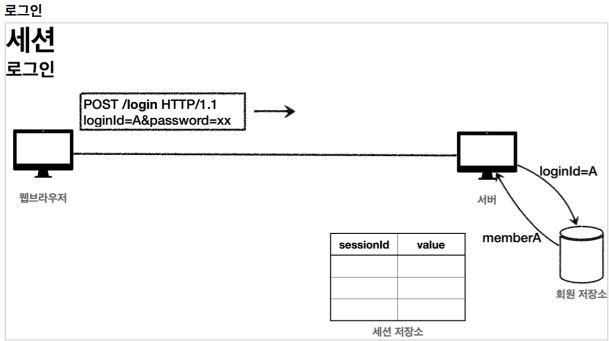 로그인
세션
로그인
POST /login HTTP/1.1
loginId=A&password=xx
웹브라우저
서버
loginId=A
memberA
회원 저장소
sessionId value
세션 저장소